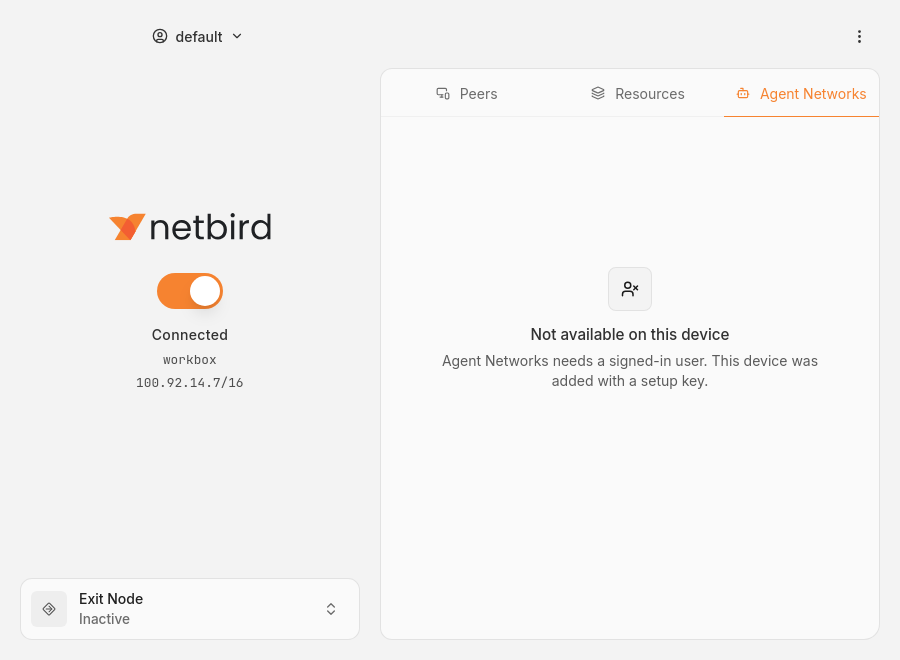 default
Peers
Resources
Agent Networks
netbird
Connected
workbox
100.92.14.7/16
Not available on this device
Agent Networks needs a signed-in user. This device was
added with a setup key.
Exit Node
Inactive